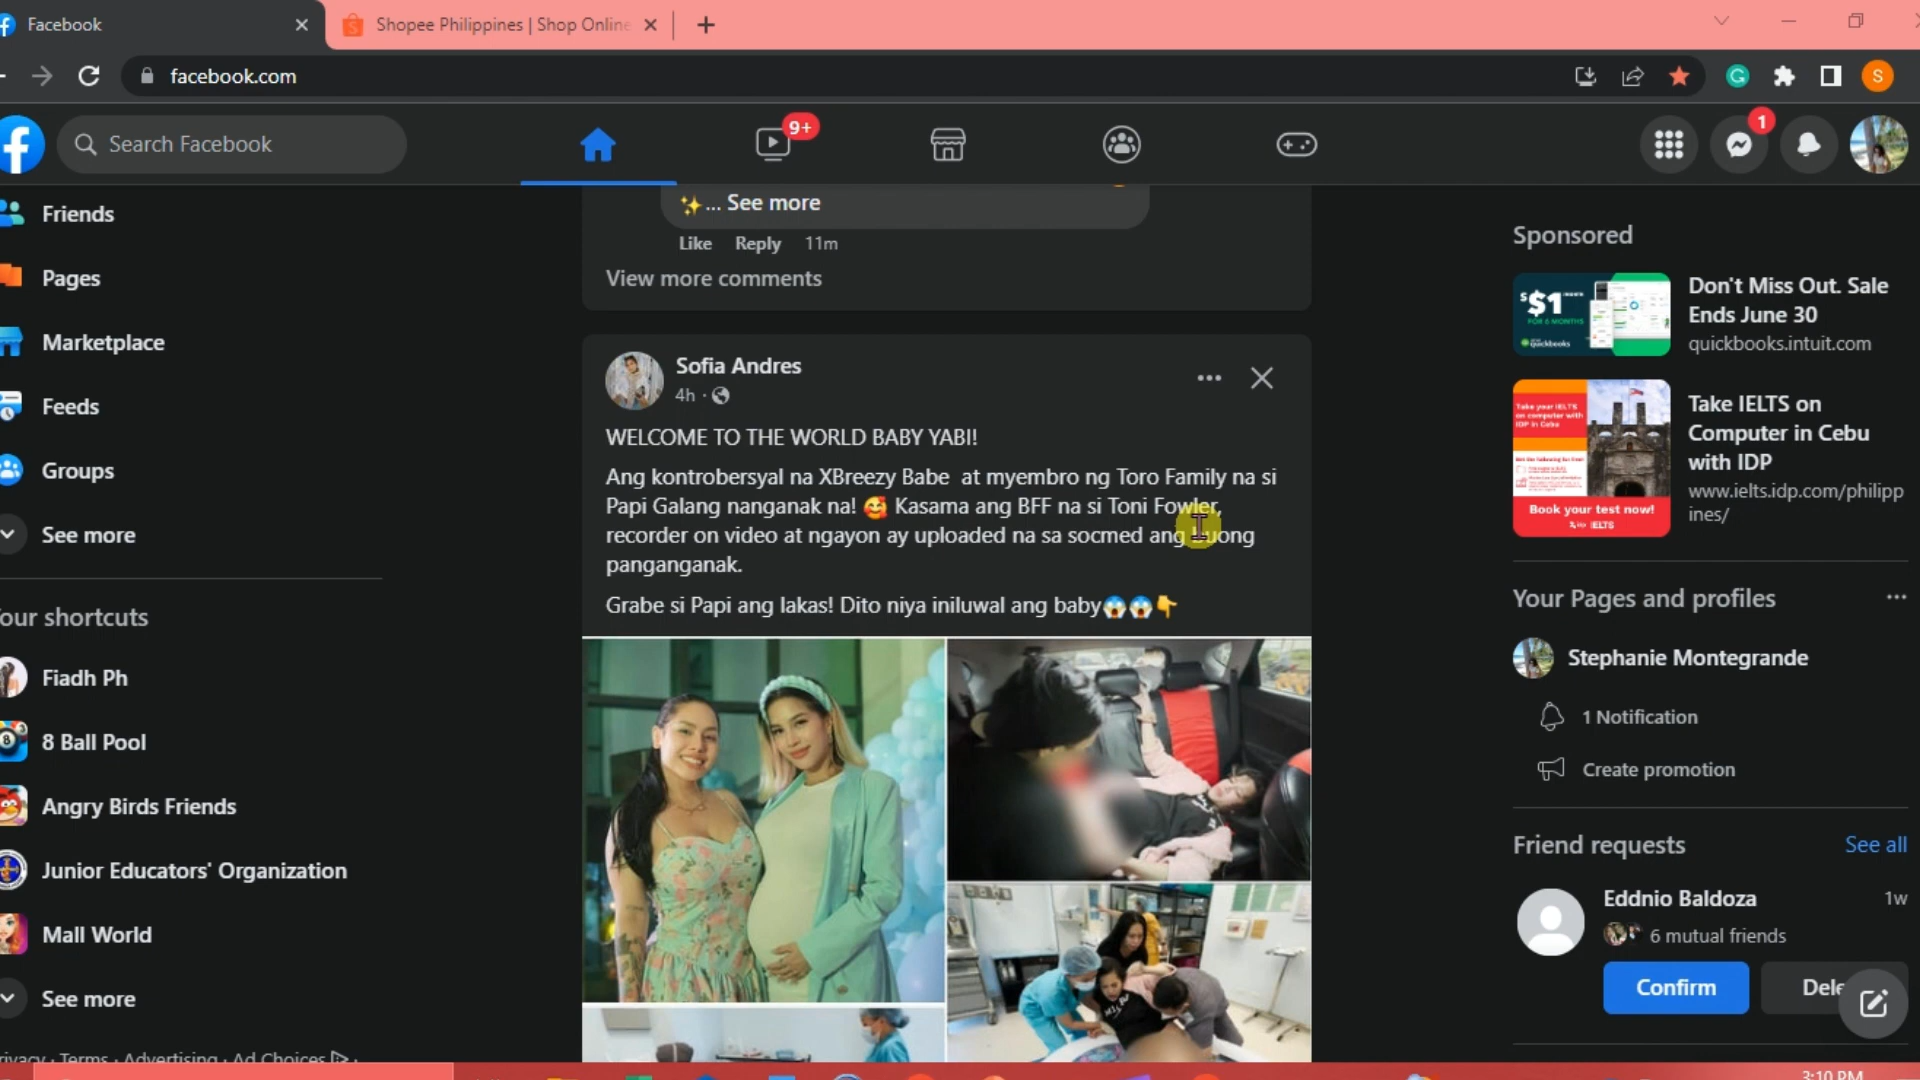 Facebook
Shopee Philippines | Shop Online
facebook.com
S
Search Facebook
9+
1
Friends
Pages
Marketplace
Feeds
Groups
See more
our shortcuts
Fiadh Ph
8 Ball Pool
Angry Birds Friends
Junior Educators' Organization
Mall World
See more
rivacy · Terms · Advertising · Ad Choices ·
✨... See more
Like Reply 11m
View more comments
Sofia Andres
4h ·
WELCOME TO THE WORLD BABY YABI!
Ang kontrobersyal na XBreezy Babe at myembro ng Toro Family na si
Papi Galang nanganak na! 🥰 Kasama ang BFF na si Toni Fowler,
recorder on video at ngayon ay uploaded na sa socmed ang buong
panganganak.
Grabe si Papi ang lakas! Dito niya iniluwal ang baby😱😱👇
Sponsored
$1
FOR 6 MONTHS
quickbooks
Don't Miss Out. Sale
Ends June 30
quickbooks.intuit.com
Take your IELTS
on computer with
IDP in Cebu
Book your test now!
IELTS
Take IELTS on
Computer in Cebu
with IDP
www.ielts.idp.com/philipp
ines/
Your Pages and profiles
Stephanie Montegrande
1 Notification
Create promotion
Friend requests
See all
Eddnio Baldoza
1w
6 mutual friends
Confirm
Dele
3:10 PM